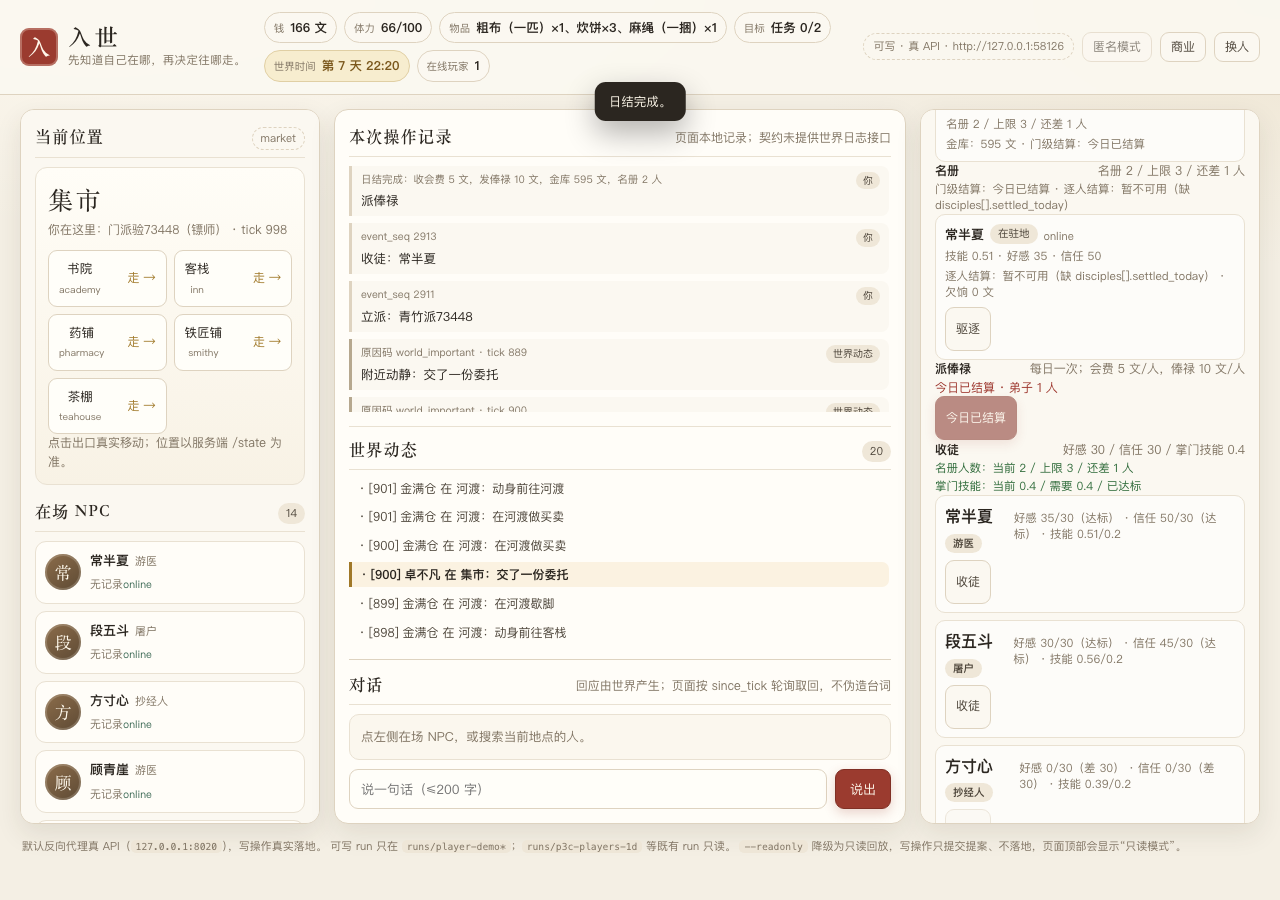 入
入世
先知道自己在哪，再决定往哪走。
钱 166 文
体力 66/100
物品 粗布（一匹）×1、炊饼×3、麻绳（一捆）×1
目标 任务 0/2
世界时间 第 7 天 22:20
在线玩家 1
可写 · 真 API · http://127.0.0.1:58126
匿名模式
商业
换人
日结完成。
当前位置
market
集市
你在这里：门派验73448（镖师） · tick 998
书院
academy
走 →
客栈
inn
走 →
药铺
pharmacy
走 →
铁匠铺
smithy
走 →
茶棚
teahouse
走 →
点击出口真实移动；位置以服务端 /state 为
准。
在场 NPC
14
常
常半夏 游医
无记录online
段
段五斗 屠户
无记录online
方
方寸心 抄经人
无记录online
顾
顾青崖 游医
无记录online
本次操作记录
页面本地记录；契约未提供世界日志接口
日结完成：收会费 5 文，发俸禄 10 文，金库 595 文，名册 2 人
你
派俸禄
event_seq 2913
你
收徒：常半夏
event_seq 2911
你
立派：青竹派73448
原因码 world_important · tick 889
世界动态
附近动静：交了一份委托
原因码 world_important · tick 900
世界动态
世界动态
20
· [901] 金满仓 在 河渡：动身前往河渡
· [901] 金满仓 在 河渡：在河渡做买卖
· [900] 金满仓 在 河渡：在河渡做买卖
· [900] 卓不凡 在 集市：交了一份委托
· [899] 金满仓 在 河渡：在河渡歇脚
· [898] 金满仓 在 河渡：动身前往客栈
对话
回应由世界产生；页面按 since_tick 轮询取回，不伪造台词
点左侧在场 NPC，或搜索当前地点的人。
说一句话（≤200 字）
说出
名册 2 / 上限 3 / 还差 1 人
金库：595 文 · 门级结算：今日已结算
名册
名册 2 / 上限 3 / 还差 1 人
门级结算：今日已结算 · 逐人结算：暂不可用（缺
disciples[].settled_today）
常半夏 在驻地 online
技能 0.51 · 好感 35 · 信任 50
逐人结算：暂不可用（缺 disciples[].settled_today） ·
欠饷 0 文
驱逐
派俸禄
每日一次；会费 5 文/人，俸禄 10 文/人
今日已结算 · 弟子 1 人
今日已结算
收徒
好感 30 / 信任 30 / 掌门技能 0.4
名册人数：当前 2 / 上限 3 / 还差 1 人
掌门技能：当前 0.4 / 需要 0.4 / 已达标
常半夏
游医
好感 35/30（达标） · 信任 50/30（达
标） · 技能 0.51/0.2
收徒
段五斗
屠户
好感 30/30（达标） · 信任 45/30（达
标） · 技能 0.56/0.2
收徒
方寸心
抄经人
好感 0/30（差 30） · 信任 0/30（差
30） · 技能 0.39/0.2
默认反向代理真 API（ 127.0.0.1:8020 ），写操作真实落地。 可写 run 只在 runs/player-demo* ； runs/p3c-players-1d 等既有 run 只读。 --readonly 降级为只读回放，写操作只提交提案、不落地，页面顶部会显示“只读模式”。